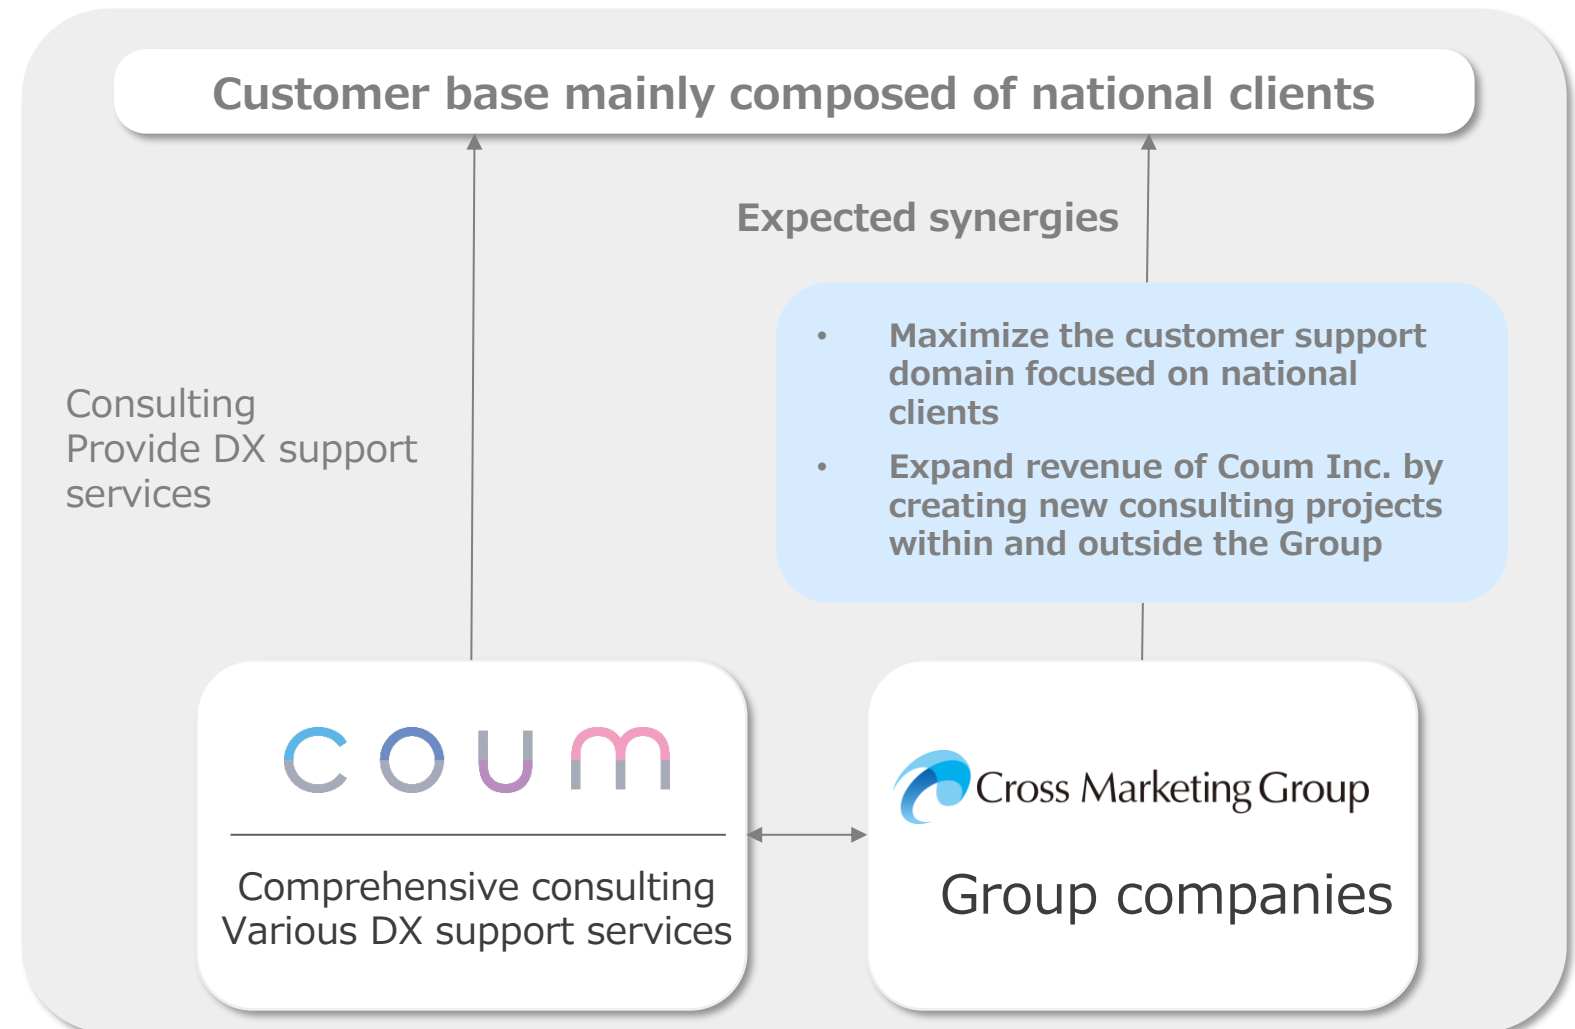 Customer base mainly composed of national clients
Expected synergies
• Maximize the customer support
domain focused on national
clients
• Expand revenue of Coum Inc. by
creating new consulting projects
within and outside the Group
Consulting
Provide DX support
services
coum
Comprehensive consulting
Various DX support services
Cross Marketing Group
Group companies